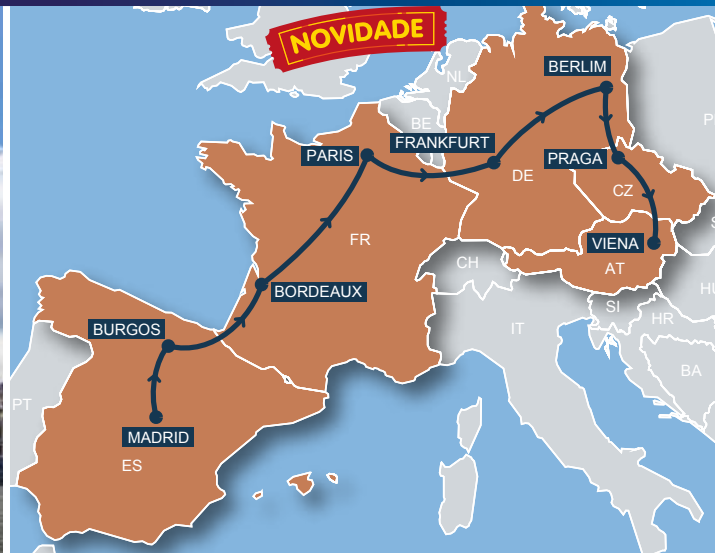 NOVIDADE
BERLIM
NL
BE
FRANKFURT
PARIS
PRAGA
DE
CZ
FR
VIENA
CH
AT
BORDEAUX
SI
HR
HU
IT
BURGOS
BA
PT
MADRID
ES